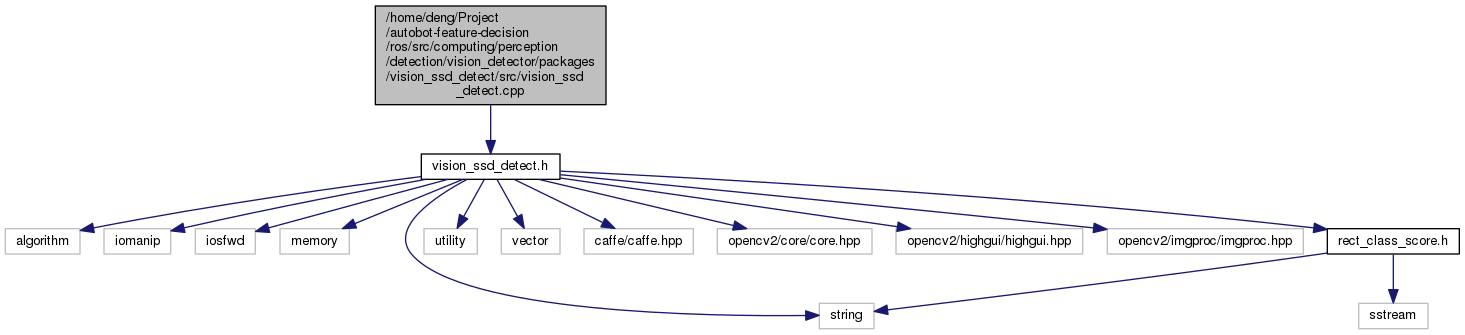 /home/deng/Project
/autobot-feature-decision
/ros/src/computing/perception
/detection/vision_detector/packages
/vision_ssd_detect/src/vision_ssd
_detect.cpp
vision_ssd_detect.h
algorithm
iomanip
iosfwd
memory
utility
vector
caffe/caffe.hpp
opencv2/core/core.hpp
opencv2/highgui/highgui.hpp
opencv2/imgproc/imgproc.hpp
rect_class_score.h
string
sstream